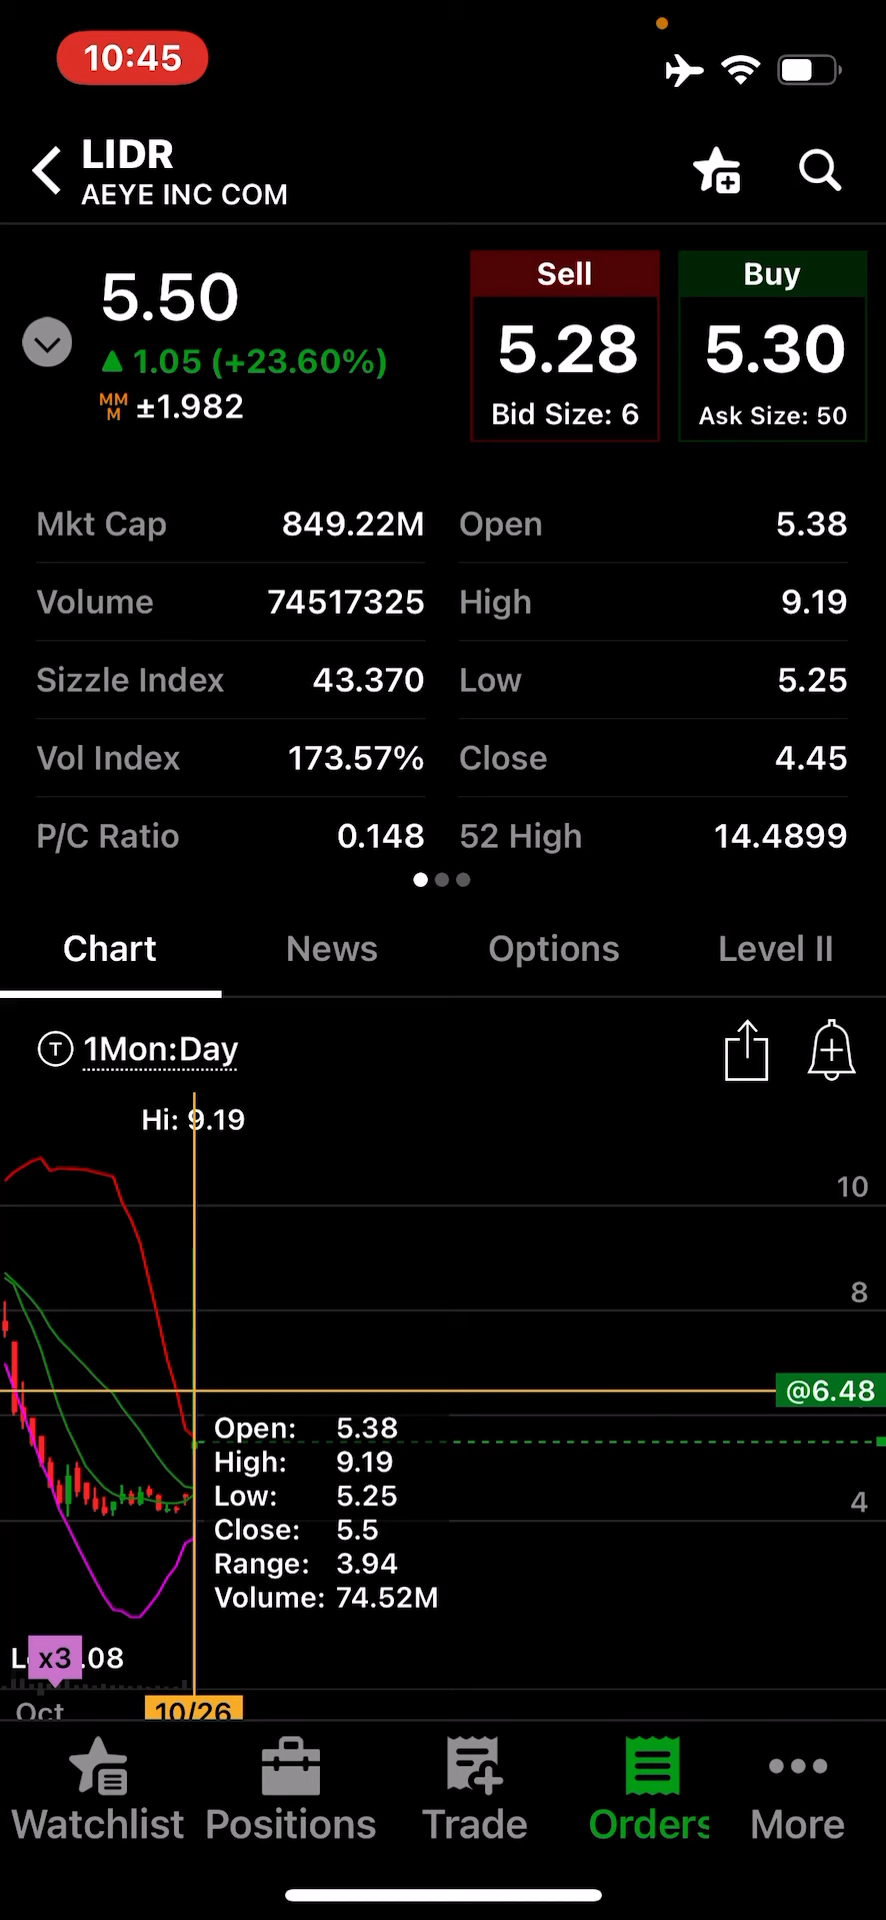 10:45
LIDR
AEYE INC COM
5.50
1.05 (+23.60%)
MM
M
±1.982
Sell
5.28
Bid Size: 6
Buy
5.30
Ask Size: 50
Mkt Cap 849.22M
Open 5.38
Volume 74517325
High 9.19
Sizzle Index 43.370
Low 5.25
Vol Index 173.57%
Close 4.45
P/C Ratio 0.148
52 High 14.4899
Chart News Options Level II
T 1Mon:Day
Hi: 9.19
10
8
@6.48
Open: 5.38
High: 9.19
Low: 5.25
Close: 5.5
Range: 3.94
Volume: 74.52M
4
x3
.08
Oct
10/26
Watchlist Positions Trade Orders More